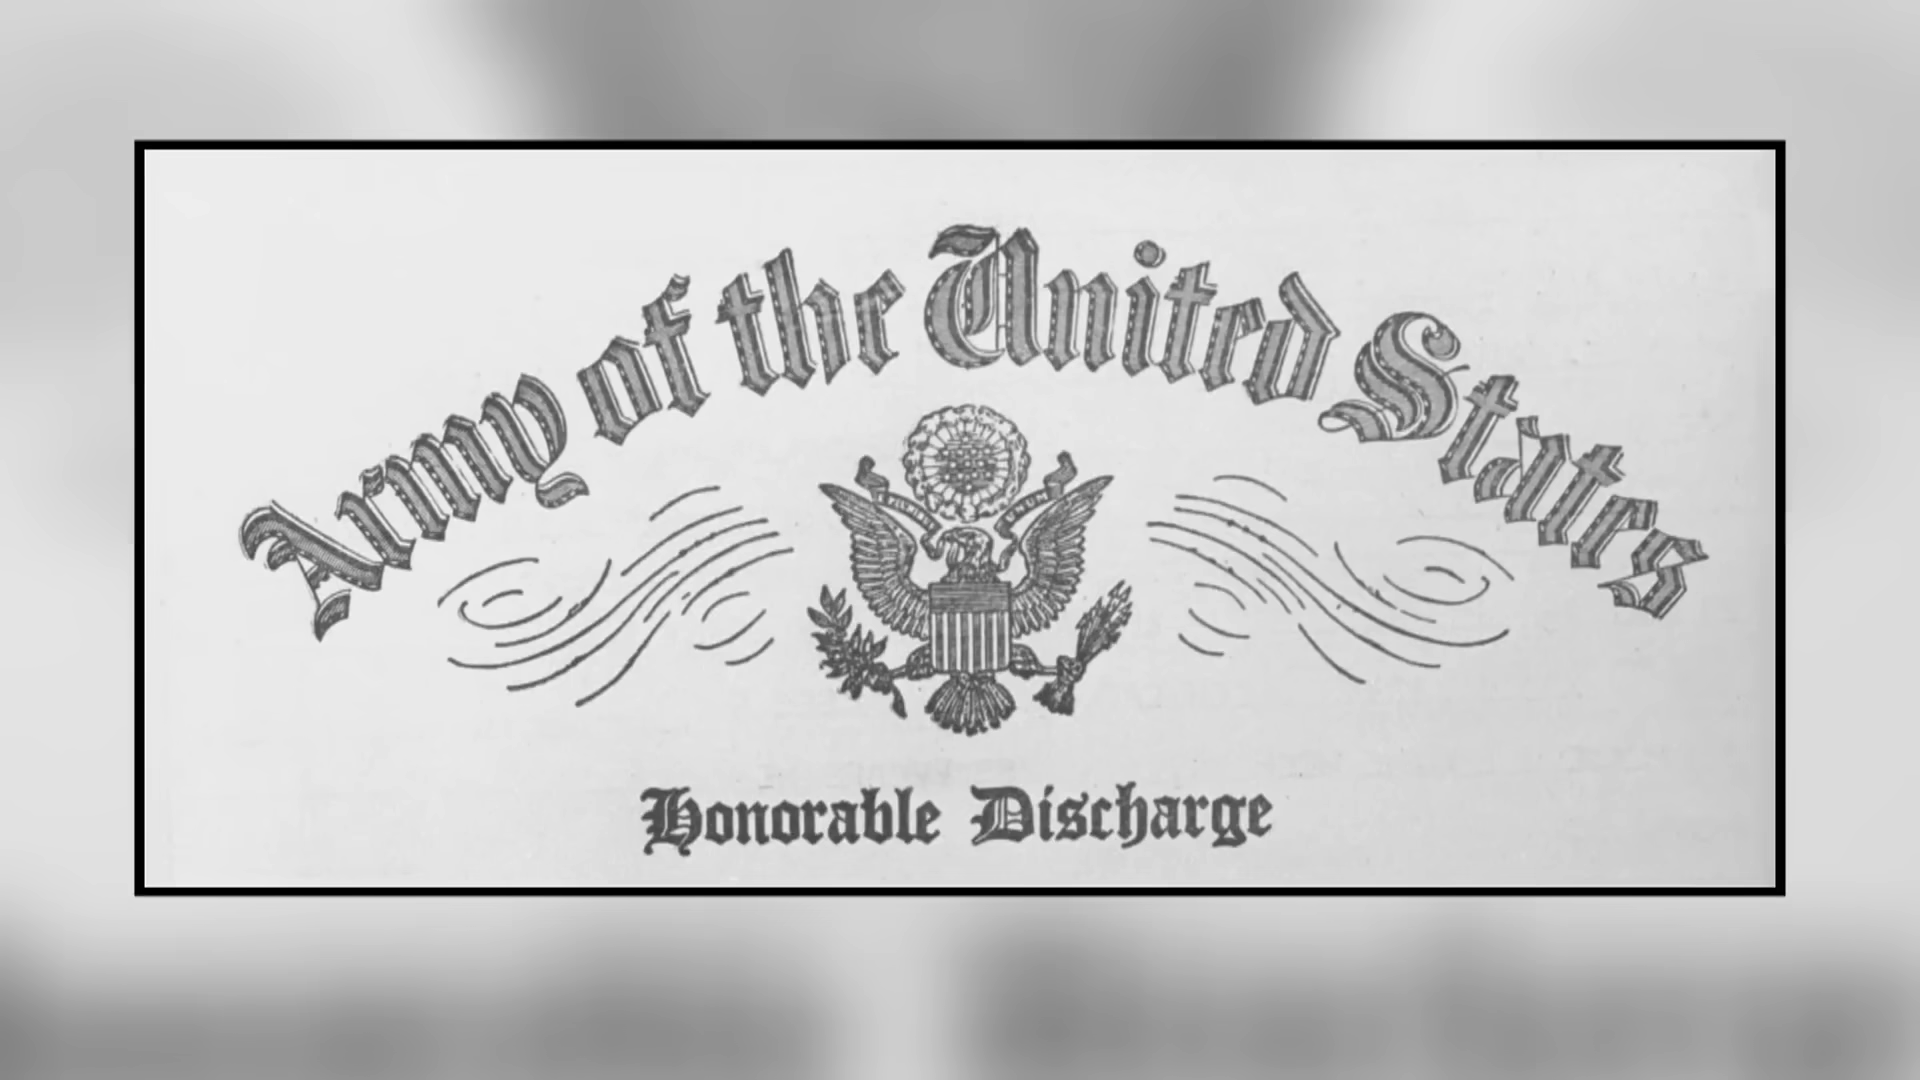 Army of the United States
Honorable Discharge